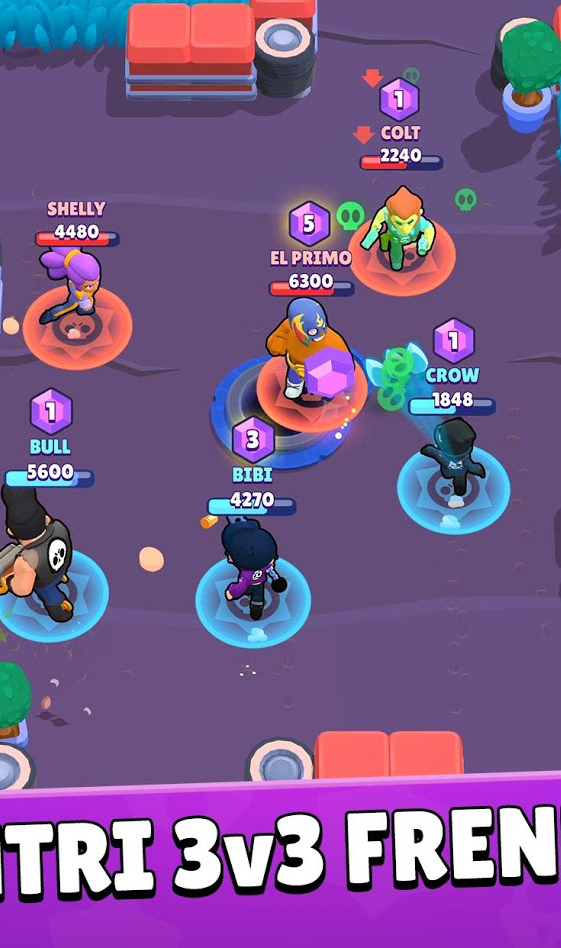 1
COLT
2240
SHELLY
4480
5
EL PRIMO
6300
1
CROW
1848
1
BULL
5600
3
BIBI
4270
NTRI 3v3 FREN